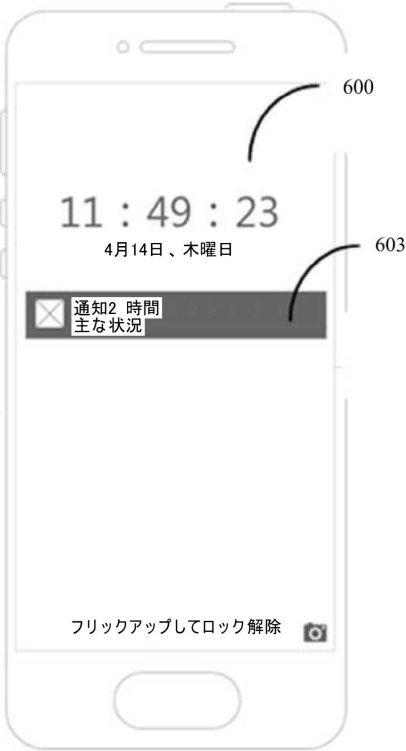 600
11 : 49 : 23
4月14日、木曜日
603
通知2 時間
主な状況
フリックアップしてロック解除